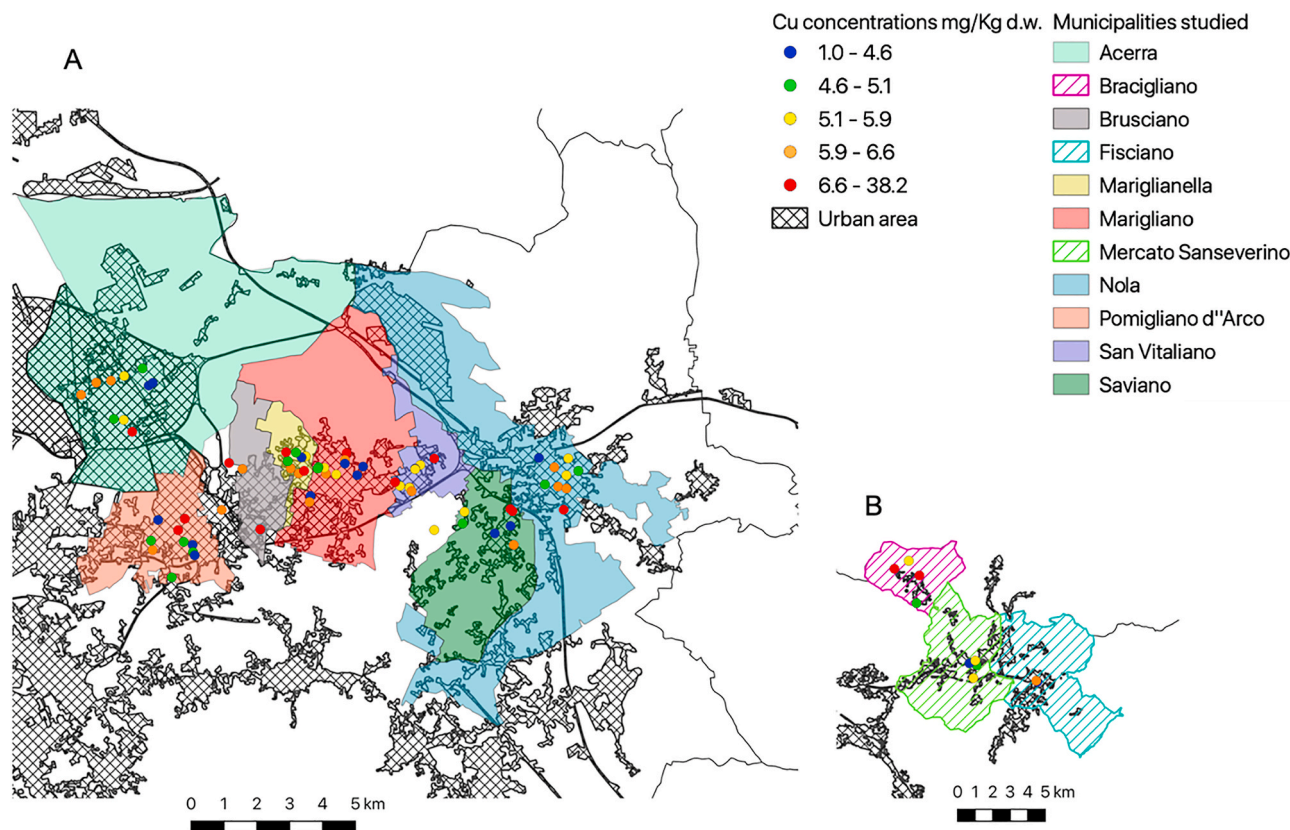 A
Cu concentrations mg/Kg d.w.
1.0 - 4.6
4.6 - 5.1
5.1 - 5.9
5.9 - 6.6
6.6 - 38.2
Urban area
Municipalities studied
Acerra
Bracigliano
Brusciano
Fisciano
Mariglianella
Marigliano
Mercato Sanseverino
Nola
Pomigliano d''Arco
San Vitaliano
Saviano
B
0 1 2 3 4 5 km
0 1 2 3 4 5 km